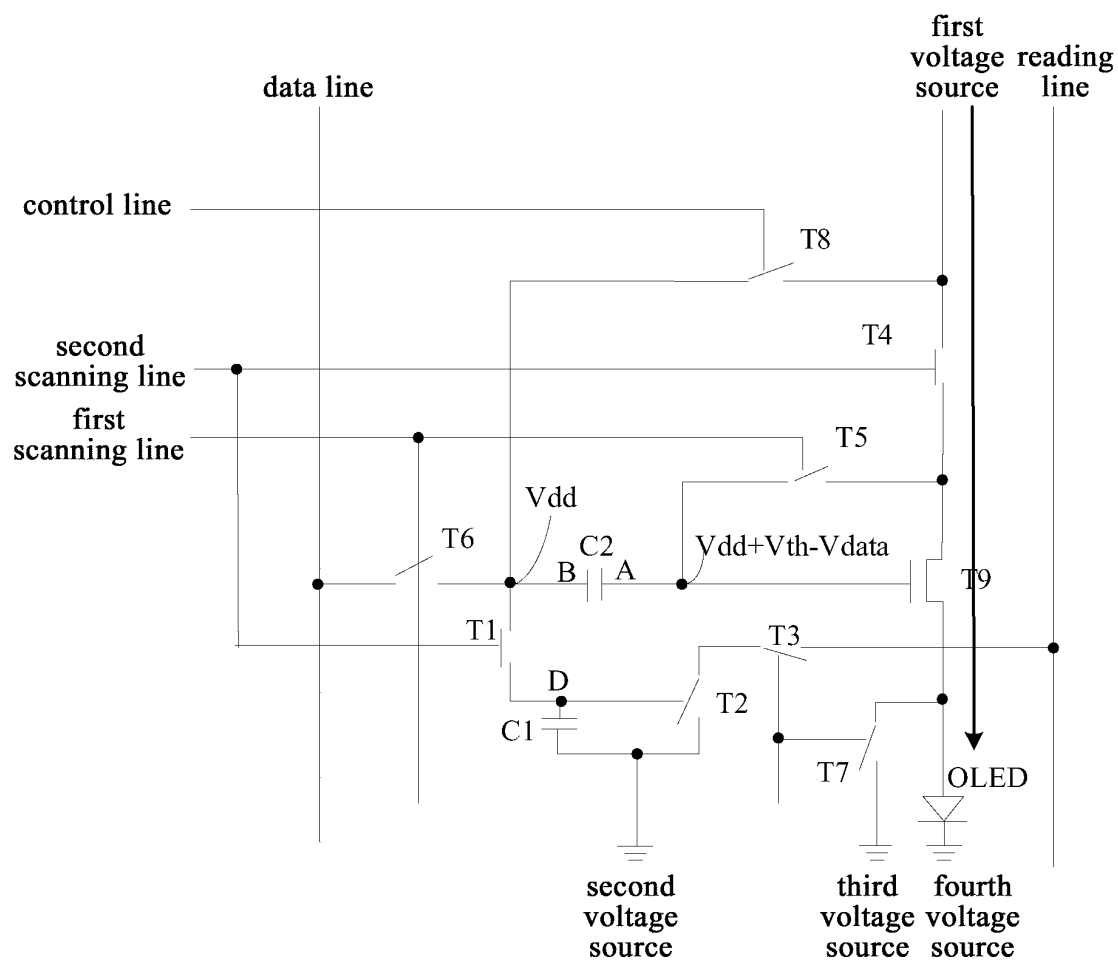 first
voltage
source
reading
line
data line
control line
T8
second
scanning line
T4
first
scanning line
T5
Vdd
T6
C2
Vdd+Vth-Vdata
B
A
T9
T1
T3
D
T2
C1
T7
OLED
second
voltage
source
third
voltage
source
fourth
voltage
source